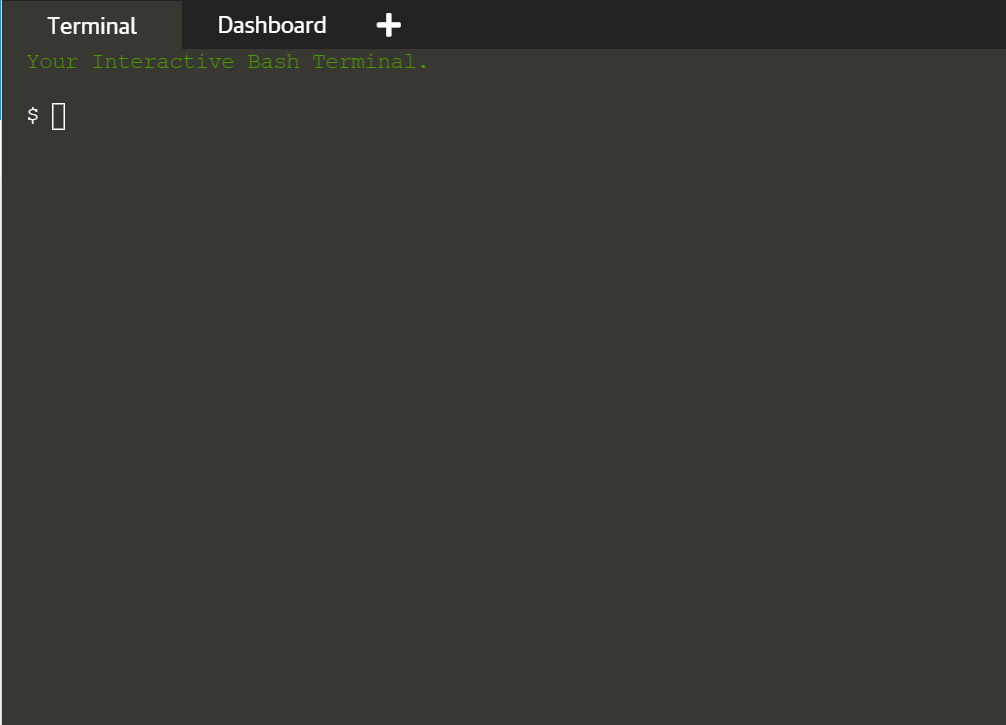 Terminal Dashboard +
Your Interactive Bash Terminal.
$